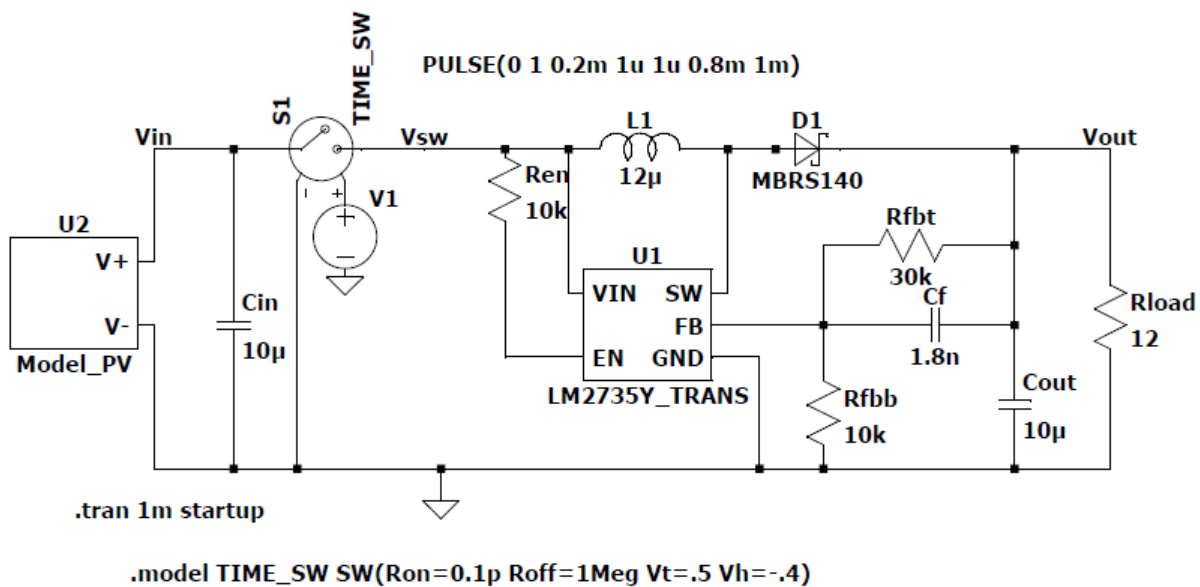 PULSE(0 1 0.2m 1u 1u 0.8m 1m)
TIME_SW
S1
L1
12µ
D1
MBRS140
Vin
Vsw
Vout
Ren
10k
V1
+
−
I
+
U2
V+
V-
Model_PV
Cin
10µ
U1
VIN
SW
FB
EN
GND
LM2735Y_TRANS
Rfbt
30k
Cf
1.8n
Rload
12
Rfbb
10k
Cout
10µ
.tran 1m startup
.model TIME_SW SW(Ron=0.1p Roff=1Meg Vt=.5 Vh=-.4)